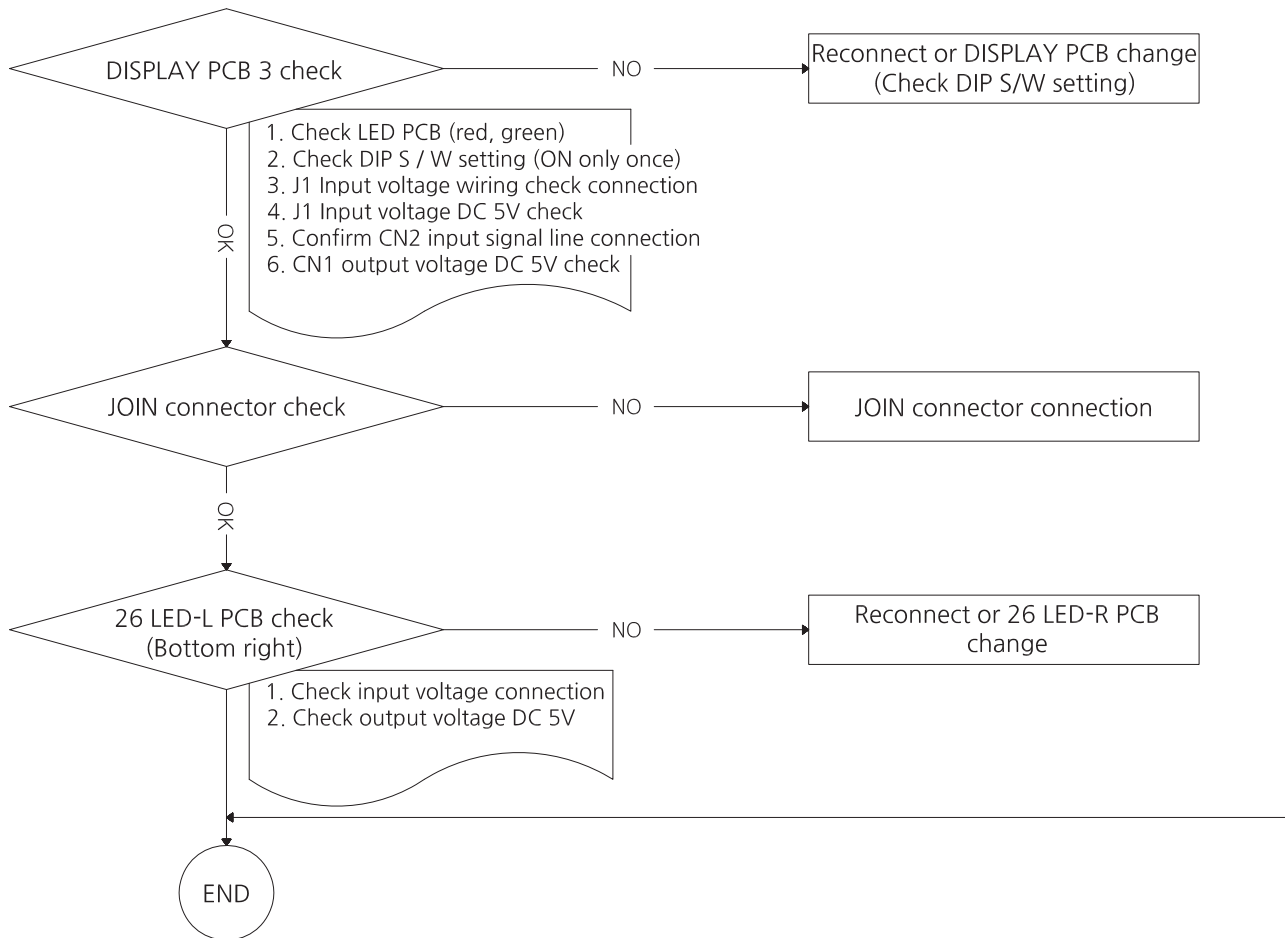 DISPLAY PCB 3 check
NO
Reconnect or DISPLAY PCB change
(Check DIP S/W setting)
1. Check LED PCB (red, green)
2. Check DIP S / W setting (ON only once)
3. J1 Input voltage wiring check connection
4. J1 Input voltage DC 5V check
5. Confirm CN2 input signal line connection
6. CN1 output voltage DC 5V check
OK
JOIN connector check
NO
JOIN connector connection
OK
26 LED-L PCB check
(Bottom right)
NO
Reconnect or 26 LED-R PCB
change
1. Check input voltage connection
2. Check output voltage DC 5V
END